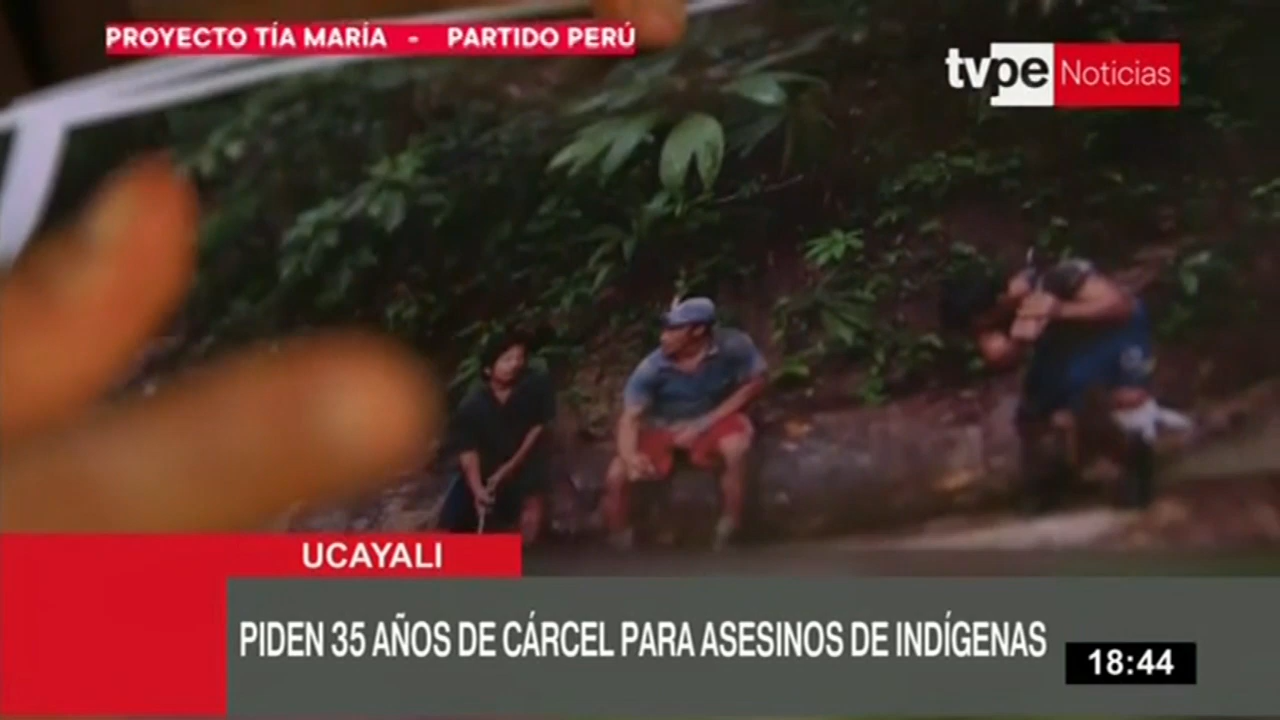 PROYECTO TÍA MARÍA - PARTIDO PERÚ
tvpe Noticias
UCAYALI
PIDEN 35 AÑOS DE CÁRCEL PARA ASESINOS DE INDÍGENAS
18:44